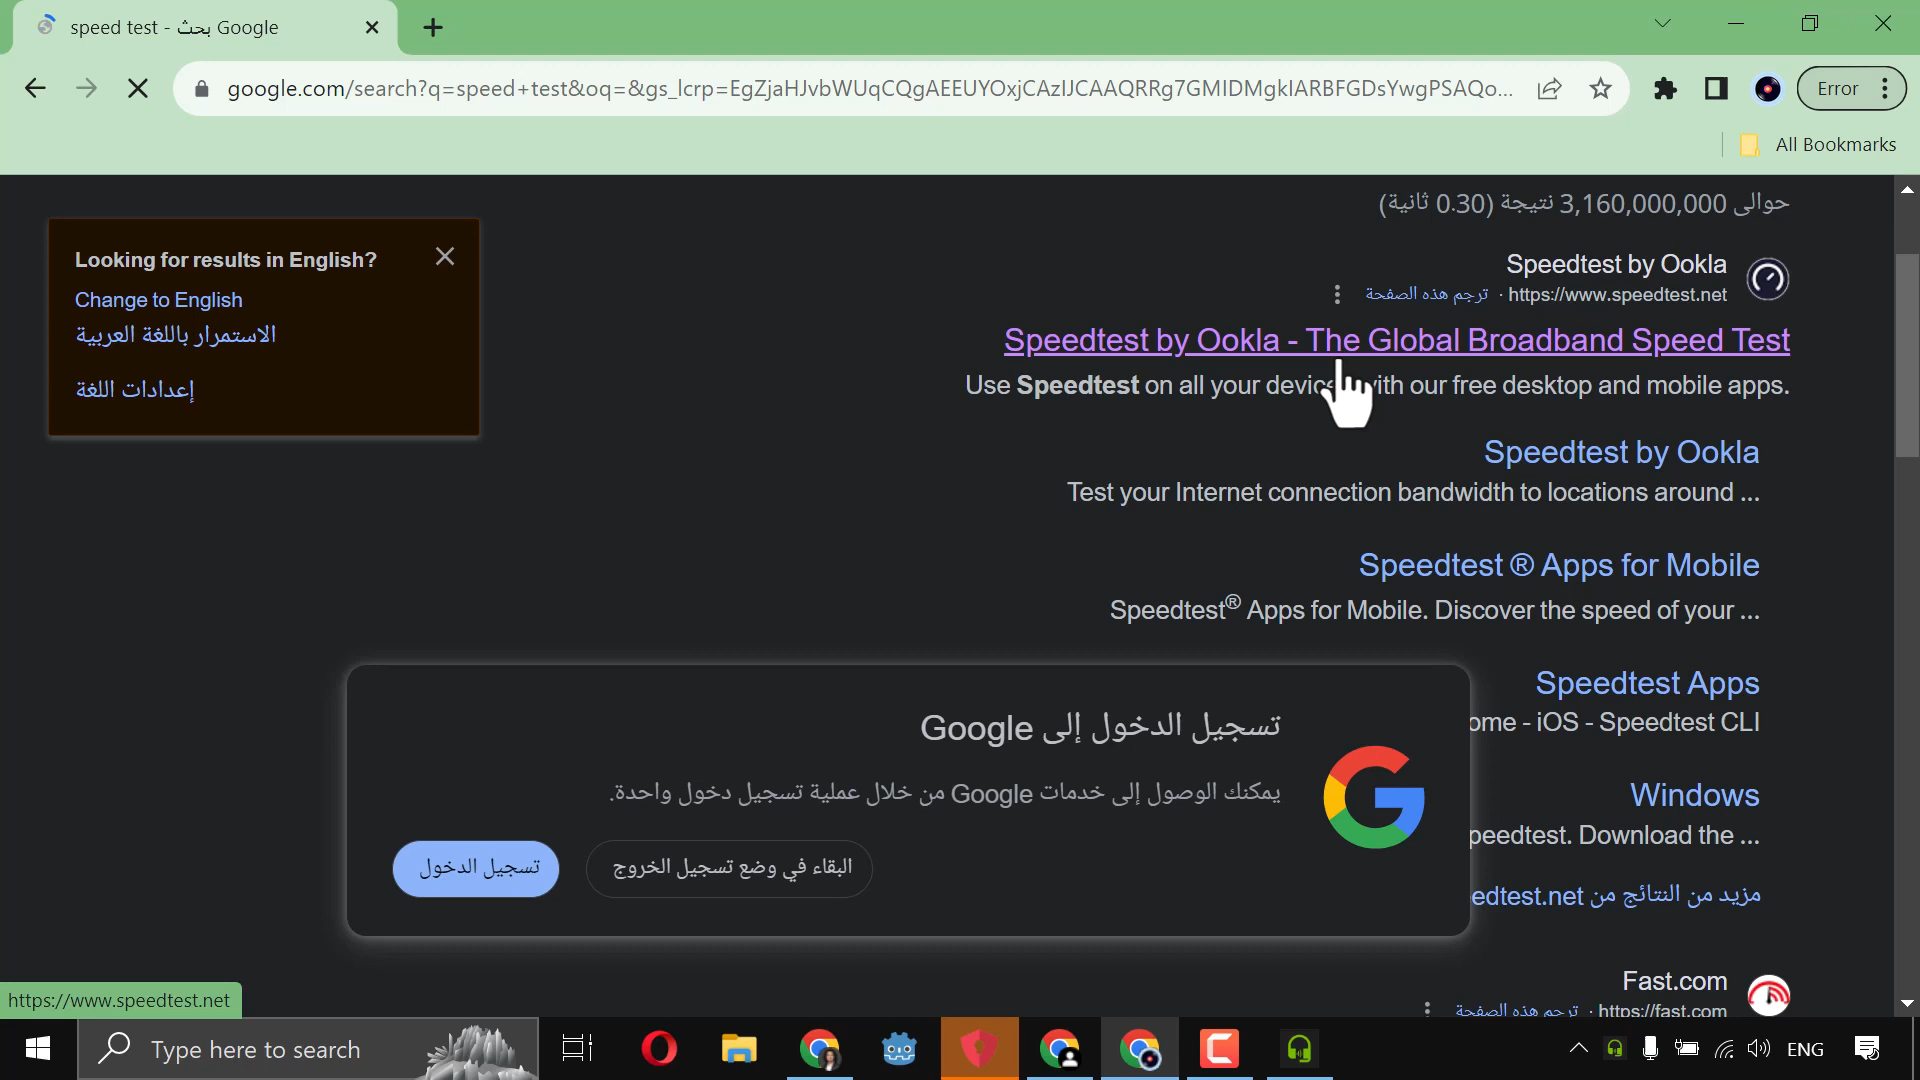 speed test - بحث Google
google.com/search?q=speed+test&oq=&gs_lcrp=EgZjaHJvbWUqCQgAEEUYOxjCAzIJCAAQRRg7GMIDMgkIARBFGDsYwgPSAQo...
Error
All Bookmarks
حوالى 3,160,000,000 نتيجة (0.30 ثانية)
Looking for results in English?
Change to English
الاستمرار باللغة العربية
إعدادات اللغة
Speedtest by Ookla
https://www.speedtest.net · ترجم هذه الصفحة
Speedtest by Ookla - The Global Broadband Speed Test
Use Speedtest on all your device with our free desktop and mobile apps.
Speedtest by Ookla
Test your Internet connection bandwidth to locations around ...
Speedtest ® Apps for Mobile
Speedtest® Apps for Mobile. Discover the speed of your ...
Speedtest Apps
ome - iOS - Speedtest CLI
Windows
peedtest. Download the ...
مزيد من النتائج من edtest.net
تسجيل الدخول إلى Google
يمكنك الوصول إلى خدمات Google من خلال عملية تسجيل دخول واحدة.
البقاء في وضع تسجيل الخروج
تسجيل الدخول
Fast.com
https://fast.com · ترجم هذه الصفحة
https://www.speedtest.net
Type here to search
ENG